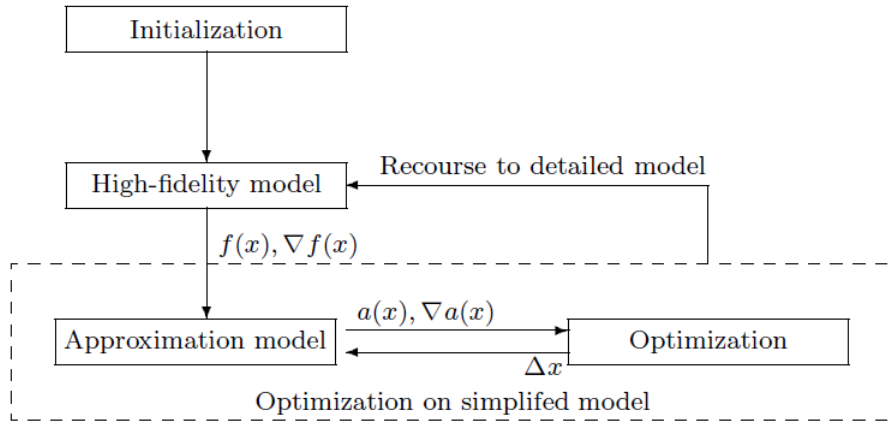 Initialization
Recourse to detailed model
High-fidelity model
f(x), ∇f(x)
a(x), ∇a(x)
Approximation model
Optimization
Δx
Optimization on simplifed model